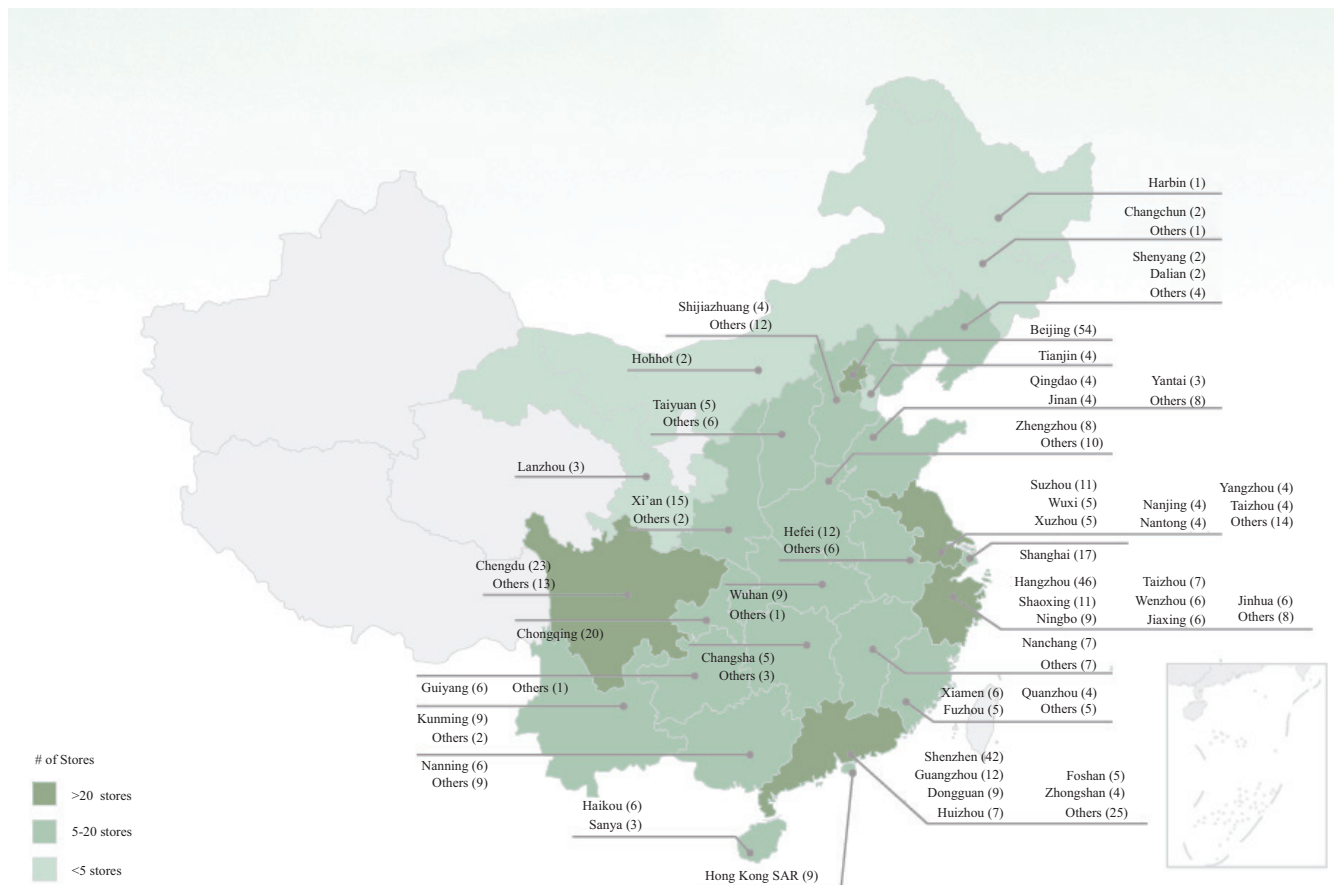 Harbin (1)
Changchun (2)
Others (1)
Shenyang (2)
Dalian (2)
Others (4)
Shijiazhuang (4)
Others (12)
Beijing (54)
Tianjin (4)
Hohhot (2)
Qingdao (4) Yantai (3)
Jinan (4) Others (8)
Taiyuan (5)
Others (6)
Zhengzhou (8)
Others (10)
Lanzhou (3)
Xi’an (15)
Others (2)
Suzhou (11)
Wuxi (5)
Xuzhou (5)
Nanjing (4)
Nantong (4)
Yangzhou (4)
Taizhou (4)
Others (14)
Hefei (12)
Others (6)
Shanghai (17)
Chengdu (23)
Others (13)
Wuhan (9)
Others (1)
Hangzhou (46) Taizhou (7)
Shaoxing (11) Wenzhou (6) Jinhua (6)
Ningbo (9) Jiaxing (6) Others (8)
Chongqing (20)
Nanchang (7)
Others (7)
Changsha (5)
Others (3)
Guiyang (6) Others (1)
Xiamen (6) Quanzhou (4)
Fuzhou (5) Others (5)
Kunming (9)
Others (2)
Nanning (6)
Others (9)
Shenzhen (42)
Guangzhou (12) Foshan (5)
Dongguan (9) Zhongshan (4)
Huizhou (7) Others (25)
Haikou (6)
Sanya (3)
Hong Kong SAR (9)
# of Stores
>20 stores
5-20 stores
<5 stores